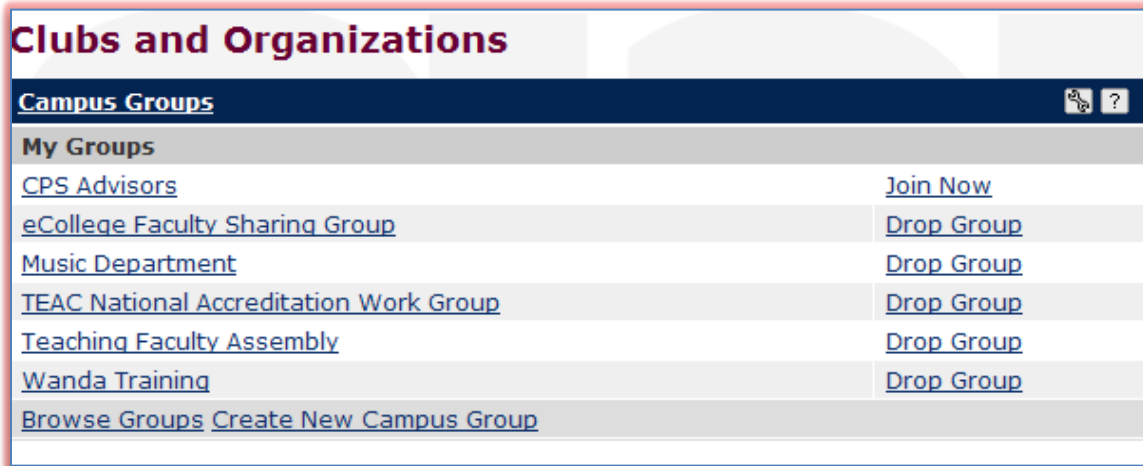 Clubs and Organizations
Campus Groups ?
My Groups
CPS Advisors Join Now
eCollege Faculty Sharing Group Drop Group
Music Department Drop Group
TEAC National Accreditation Work Group Drop Group
Teaching Faculty Assembly Drop Group
Wanda Training Drop Group
Browse Groups Create New Campus Group